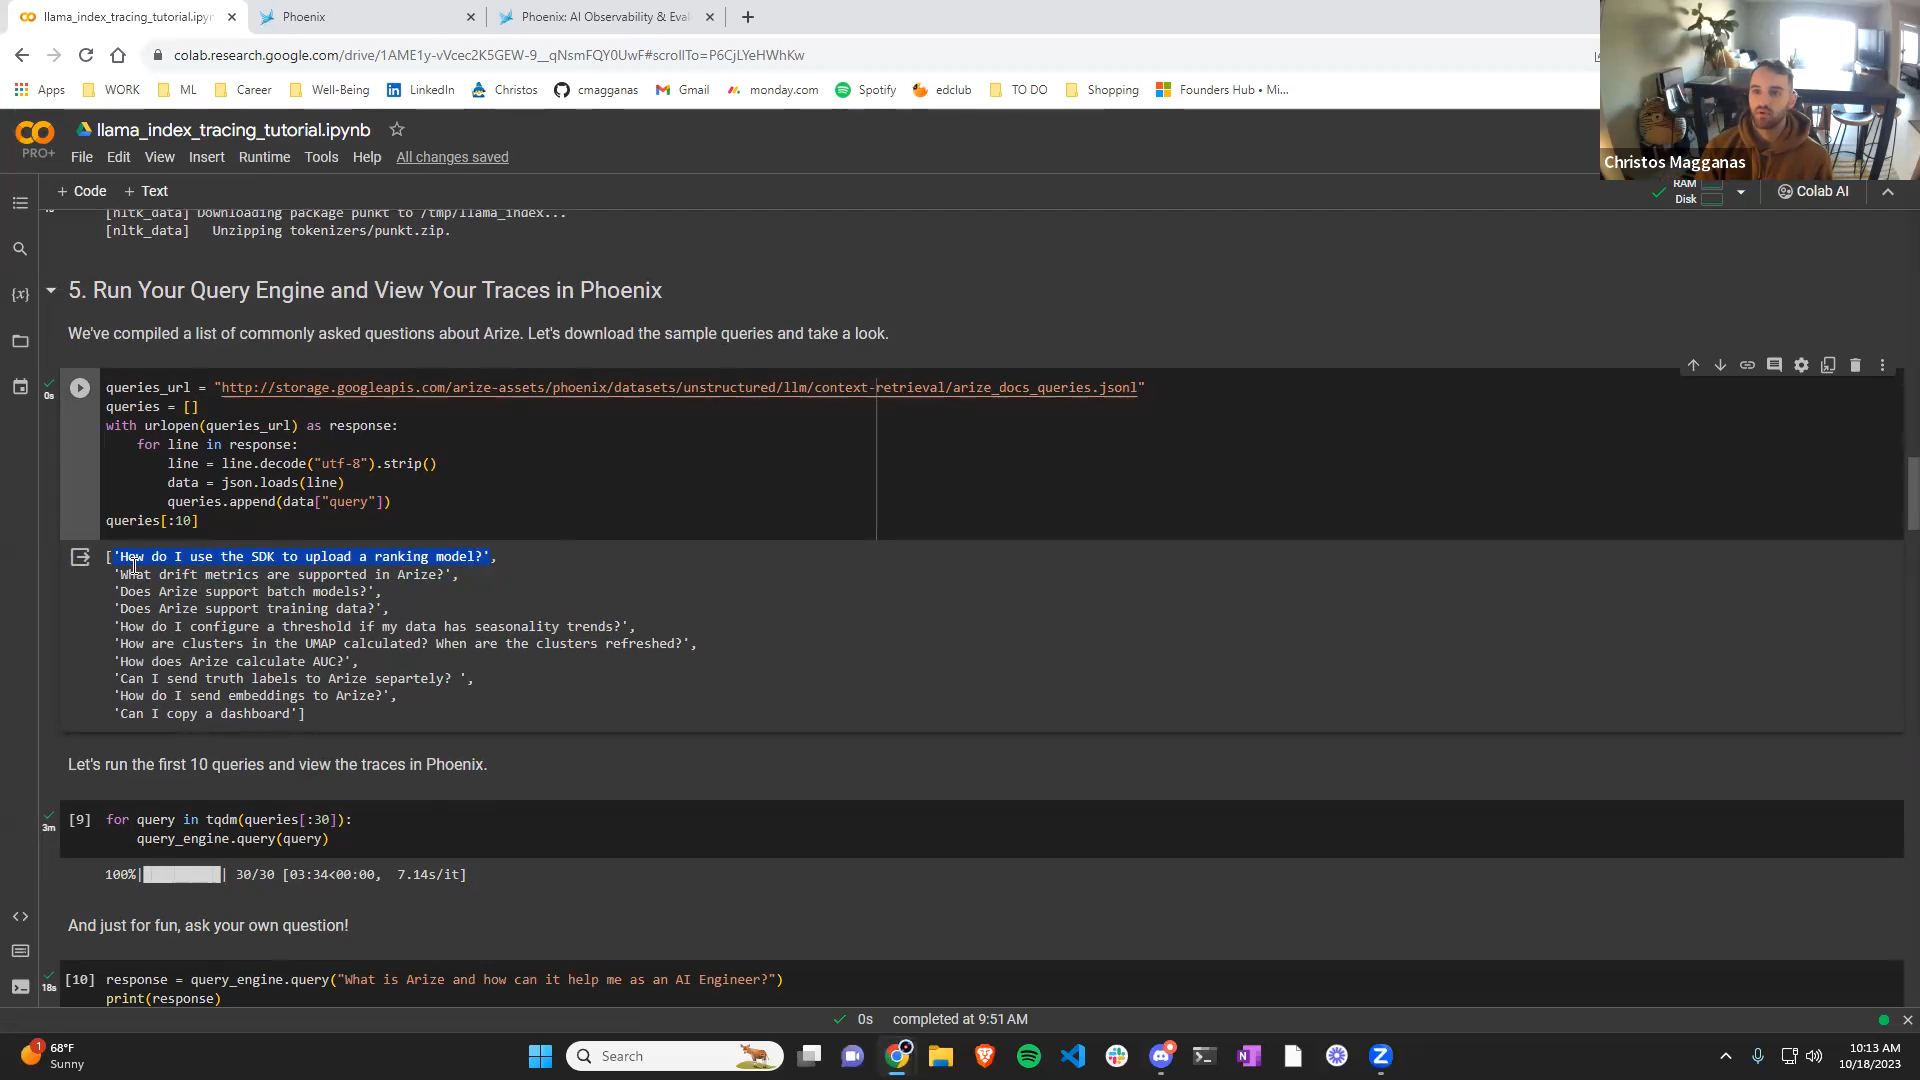 llama_index_tracing_tutorial.ipyn
Phoenix
Phoenix: AI Observability & Eval
colab.research.google.com/drive/1AME1y-vVcec2K5GEW-9__qNsmFQY0UwF#scrollTo=P6CjLYeHWhKw
Apps
WORK
ML
Career
Well-Being
LinkedIn
Christos
cmagganas
Gmail
monday.com
Spotify
edclub
TO DO
Shopping
Founders Hub • Mi...
Christos Magganas
PRO+
llama_index_tracing_tutorial.ipynb
File Edit View Insert Runtime Tools Help All changes saved
+ Code + Text
RAM
Disk
Colab AI
[nltk_data] Downloading package punkt to /tmp/llama_index...
[nltk_data]   Unzipping tokenizers/punkt.zip.
5. Run Your Query Engine and View Your Traces in Phoenix
We've compiled a list of commonly asked questions about Arize. Let's download the sample queries and take a look.
0s
queries_url = "http://storage.googleapis.com/arize-assets/phoenix/datasets/unstructured/llm/context-retrieval/arize_docs_queries.jsonl"
queries = []
with urlopen(queries_url) as response:
    for line in response:
        line = line.decode("utf-8").strip()
        data = json.loads(line)
        queries.append(data["query"])
queries[:10]
['How do I use the SDK to upload a ranking model?',
'What drift metrics are supported in Arize?',
'Does Arize support batch models?',
'Does Arize support training data?',
'How do I configure a threshold if my data has seasonality trends?',
'How are clusters in the UMAP calculated? When are the clusters refreshed?',
'How does Arize calculate AUC?',
'Can I send truth labels to Arize separtely? ',
'How do I send embeddings to Arize?',
'Can I copy a dashboard']
Let's run the first 10 queries and view the traces in Phoenix.
3m
[9] for query in tqdm(queries[:30]):
    query_engine.query(query)
100%| | 30/30 [03:34<00:00,  7.14s/it]
And just for fun, ask your own question!
18s
[10] response = query_engine.query("What is Arize and how can it help me as an AI Engineer?")
print(response)
0s completed at 9:51 AM
1
68°F
Sunny
Search
10:13 AM
10/18/2023